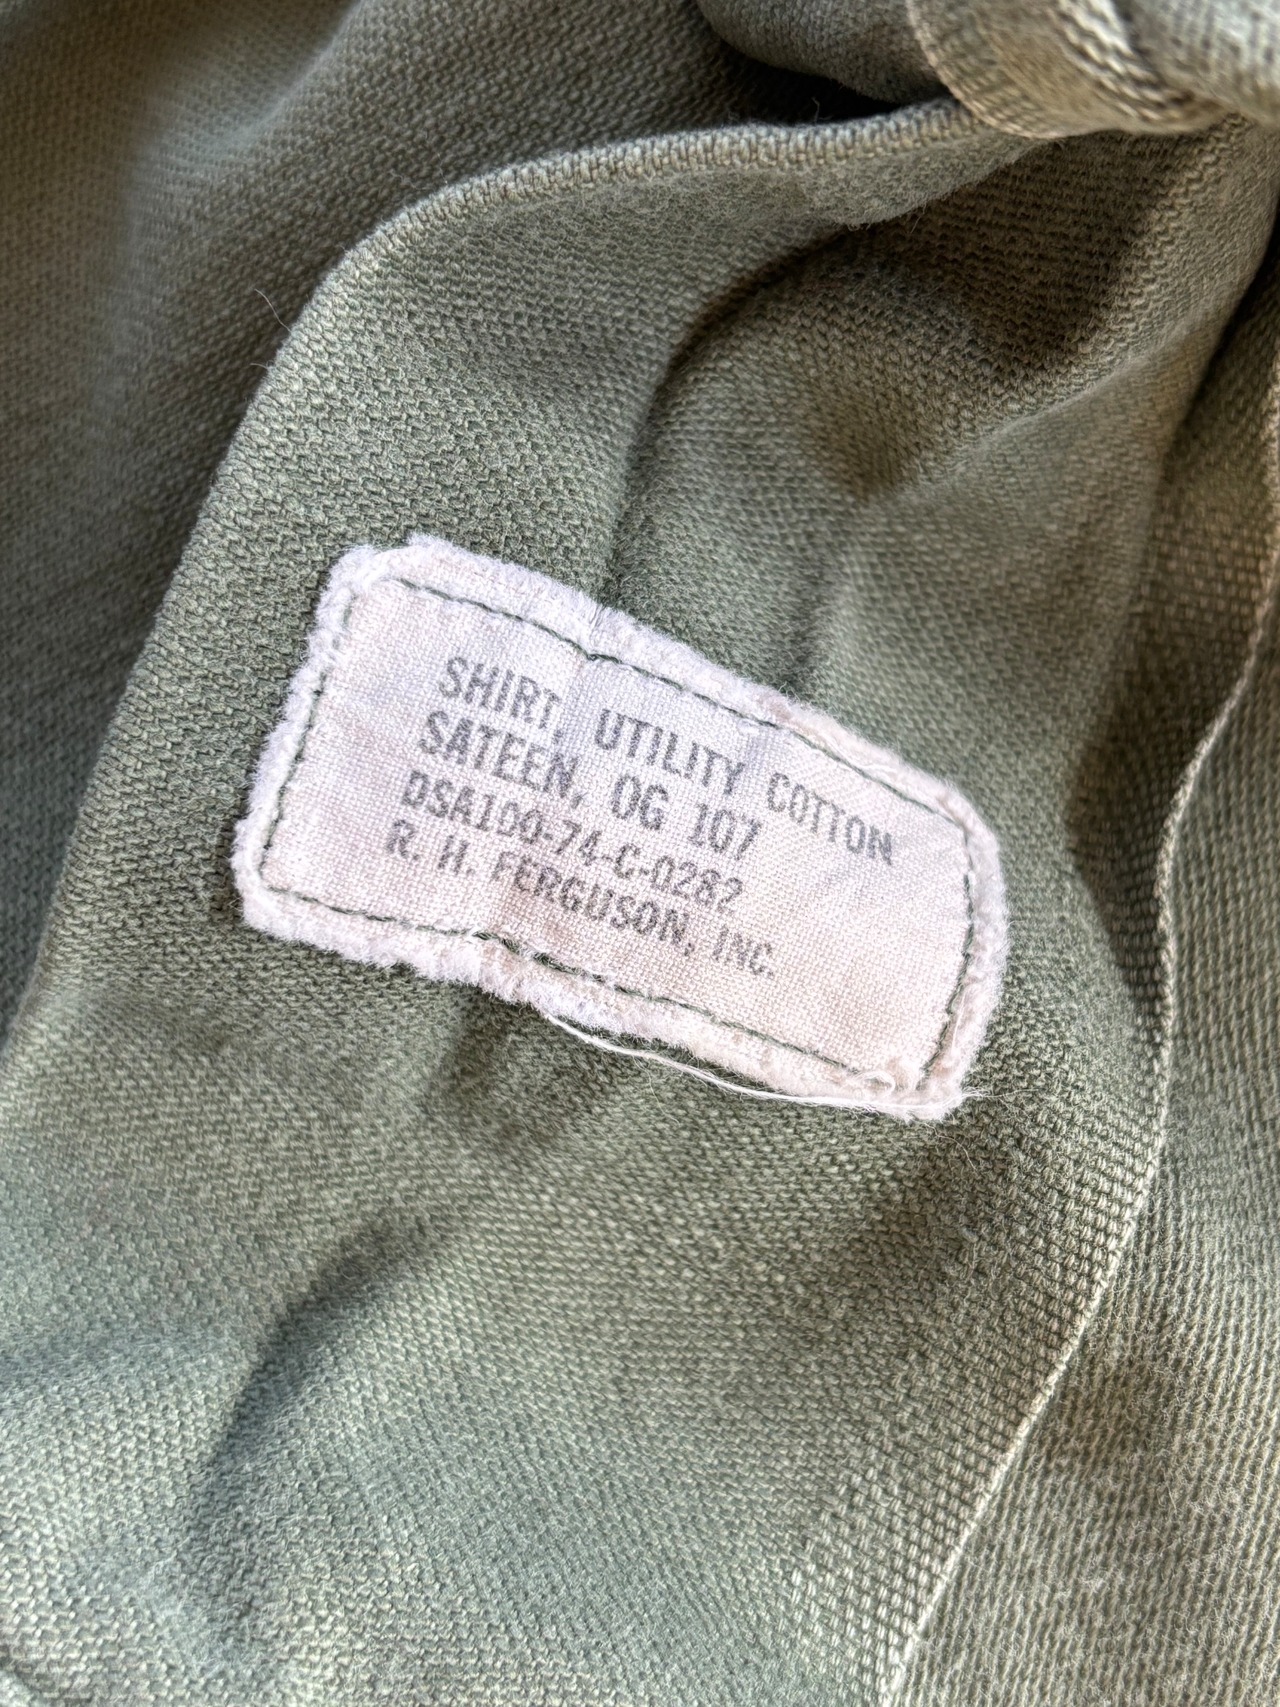 SHIRT, UTILITY COTTON
SATEEN, OG 107
DSA100-74-C-0282
R. H. FERGUSON, INC.